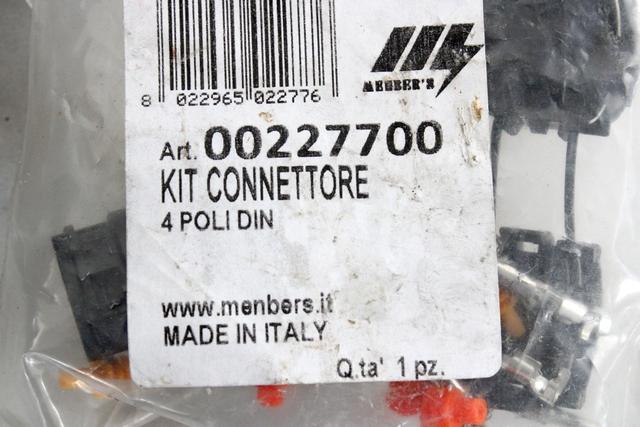 MENBER'S
8 022965 022776
Art. 00227700
KIT CONNETTORE
4 POLI DIN
www.menbers.it
MADE IN ITALY
Q.ta' 1 pz.